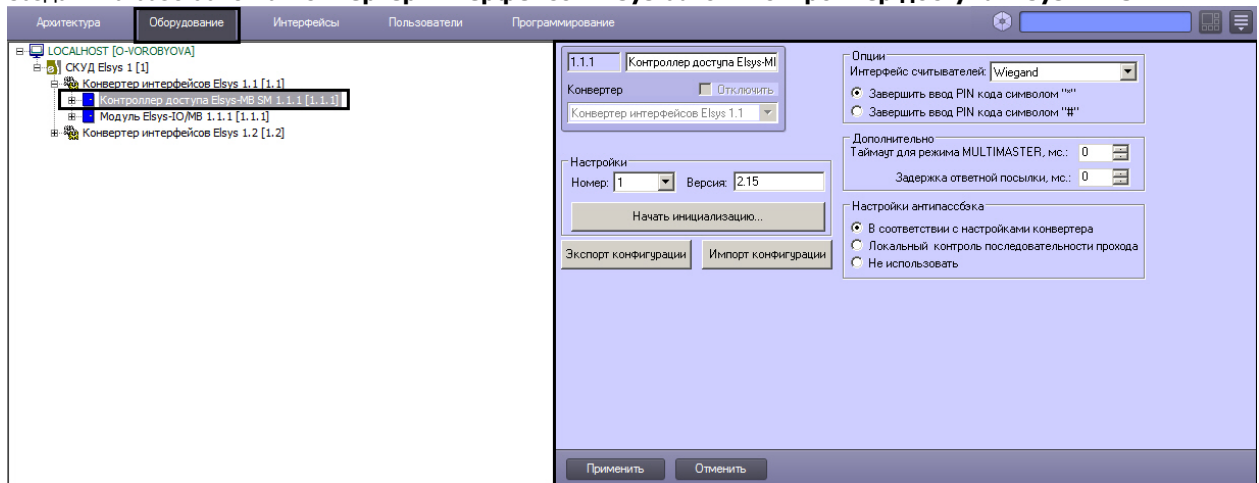 Архитектура Оборудование Интерфейсы Пользователи Программирование
LOCALHOST [O-VOROBYOVA]
СКУД Elsys 1 [1]
Конвертер интерфейсов Elsys 1.1 [1.1]
Контроллер доступа Elsys-MB SM 1.1.1 [1.1.1]
Модуль Elsys-IO/MB 1.1.1 [1.1.1]
Конвертер интерфейсов Elsys 1.2 [1.2]
1.1.1 Контроллер доступа Elsys-MI
Конвертер Отключить
Конвертер интерфейсов Elsys 1.1
Настройки
Номер: 1 Версия: 2.15
Начать инициализацию...
Экспорт конфигурации Импорт конфигурации
Опции
Интерфейс считывателей: Wiegand
Завершить ввод PIN кода символом "*"
Завершить ввод PIN кода символом "#"
Дополнительно
Таймаут для режима MULTIMASTER, мс.: 0
Задержка ответной посылки, мс.: 0
Настройки антипассбэка
В соответствии с настройками конвертера
Локальный контроль последовательности прохода
Не использовать
Применить Отменить